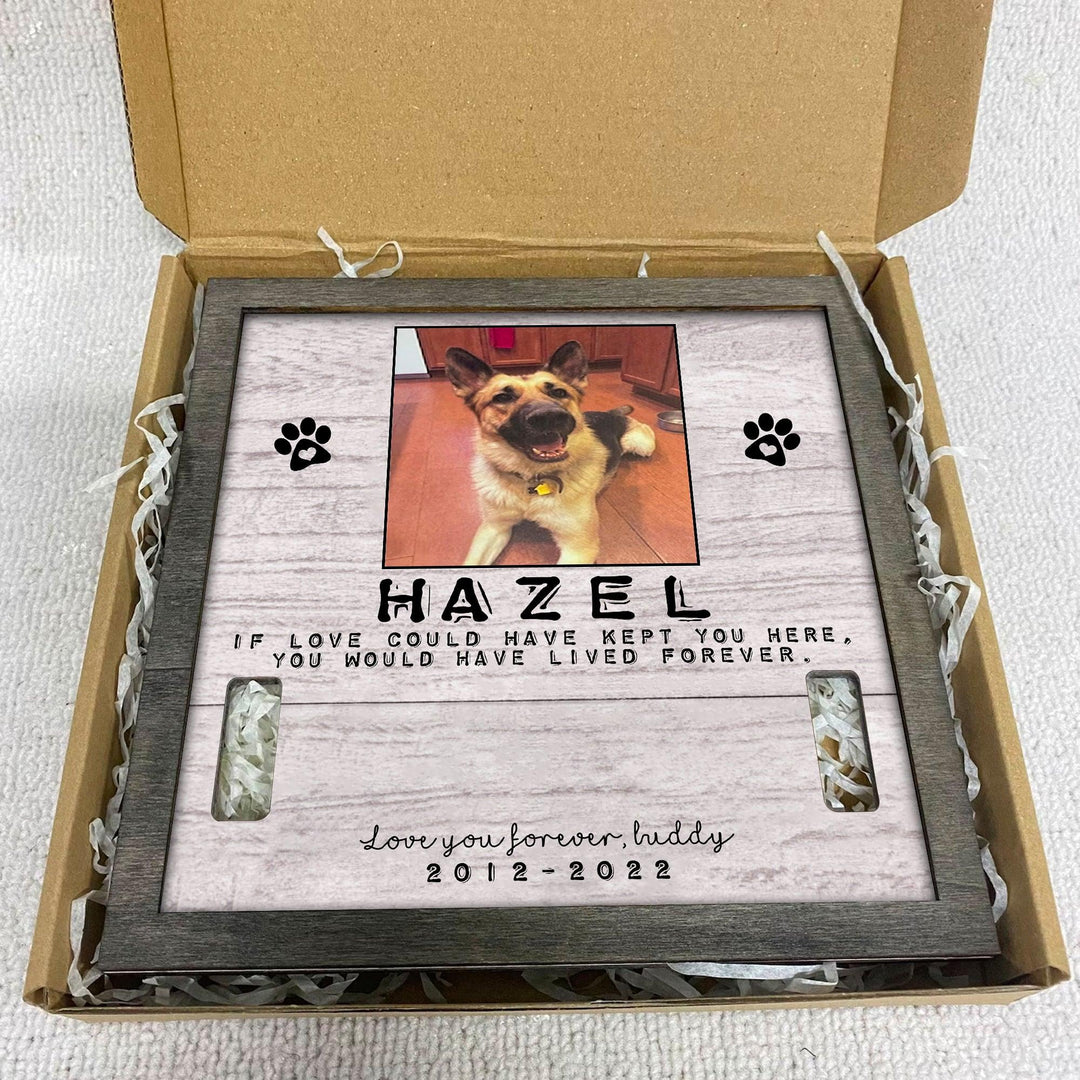 HAZEL
IF LOVE COULD HAVE KEPT YOU HERE,
YOU WOULD HAVE LIVED FOREVER.
Love you forever, buddy
2012-2022